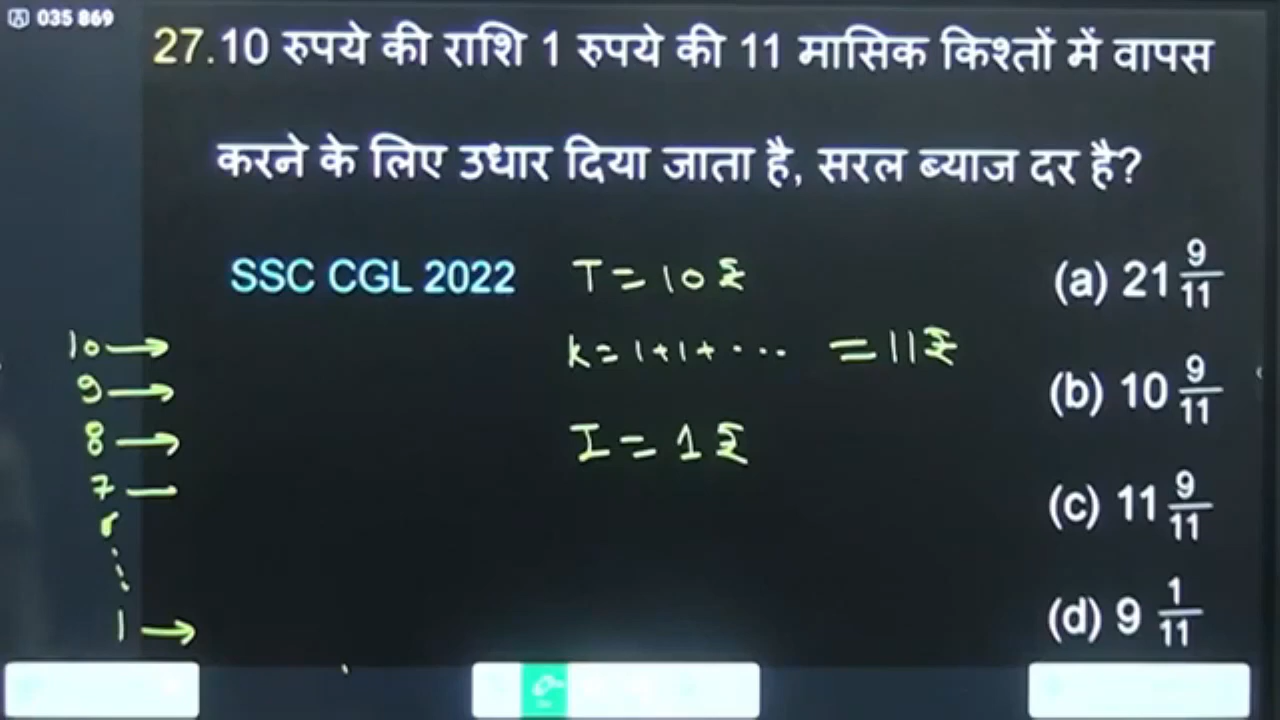 035 869
27.10 रुपये की राशि 1 रुपये की 11 मासिक किश्तों में वापस
करने के लिए उधार दिया जाता है, सरल ब्याज दर है?
SSC CGL 2022
T = 10 ₹
K = 1+1+ ... = 11 ₹
I = 1 ₹
10 →
9 →
8 →
7 —
1 →
(a) 21 9/11
(b) 10 9/11
(c) 11 9/11
(d) 9 1/11